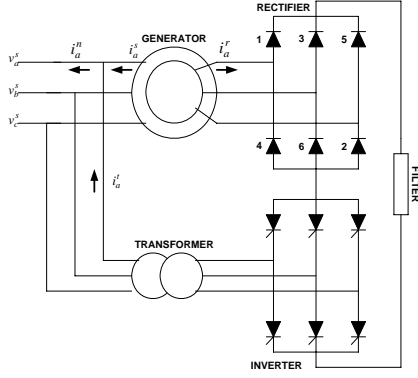 RECTIFIER
GENERATOR
1 3 5
i_a^n i_a^s i_a^r
v_a^s
v_b^s
v_c^s
4 6 2
FILTER
i_a^t
TRANSFORMER
INVERTER